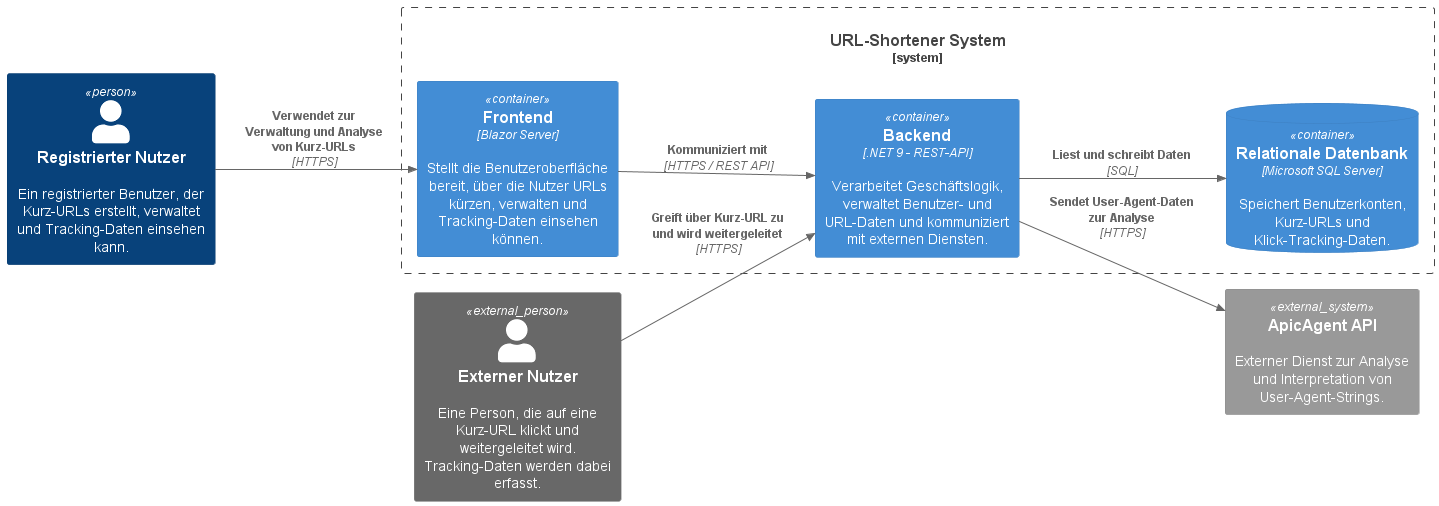 URL-Shortener System
[system]
«person»
Registrierter Nutzer
Ein registrierter Benutzer, der
Kurz-URLs erstellt, verwaltet
und Tracking-Daten einsehen
kann.
Verwendet zur
Verwaltung und Analyse
von Kurz-URLs
[HTTPS]
«container»
Frontend
[Blazor Server]
Stellt die Benutzeroberfläche
bereit, über die Nutzer URLs
kürzen, verwalten und
Tracking-Daten einsehen
können.
Kommuniziert mit
[HTTPS / REST API]
Greift über Kurz-URL zu
und wird weitergeleitet
[HTTPS]
«container»
Backend
[.NET 9 - REST-API]
Verarbeitet Geschäftslogik,
verwaltet Benutzer- und
URL-Daten und kommuniziert
mit externen Diensten.
Liest und schreibt Daten
[SQL]
Sendet User-Agent-Daten
zur Analyse
[HTTPS]
«container»
Relationale Datenbank
[Microsoft SQL Server]
Speichert Benutzerkonten,
Kurz-URLs und
Klick-Tracking-Daten.
«external_person»
Externer Nutzer
Eine Person, die auf eine
Kurz-URL klickt und
weitergeleitet wird.
Tracking-Daten werden dabei
erfasst.
«external_system»
ApicAgent API
Externer Dienst zur Analyse
und Interpretation von
User-Agent-Strings.